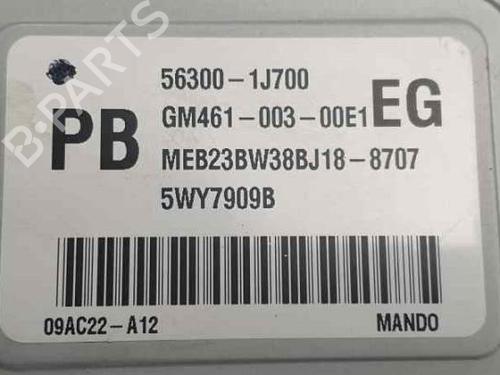 56300-1J700
PB GM461-003-00E1 EG
MEB23BW38BJ18-8707
5WY7909B
09AC22-A12 MANDO
B-PARTS